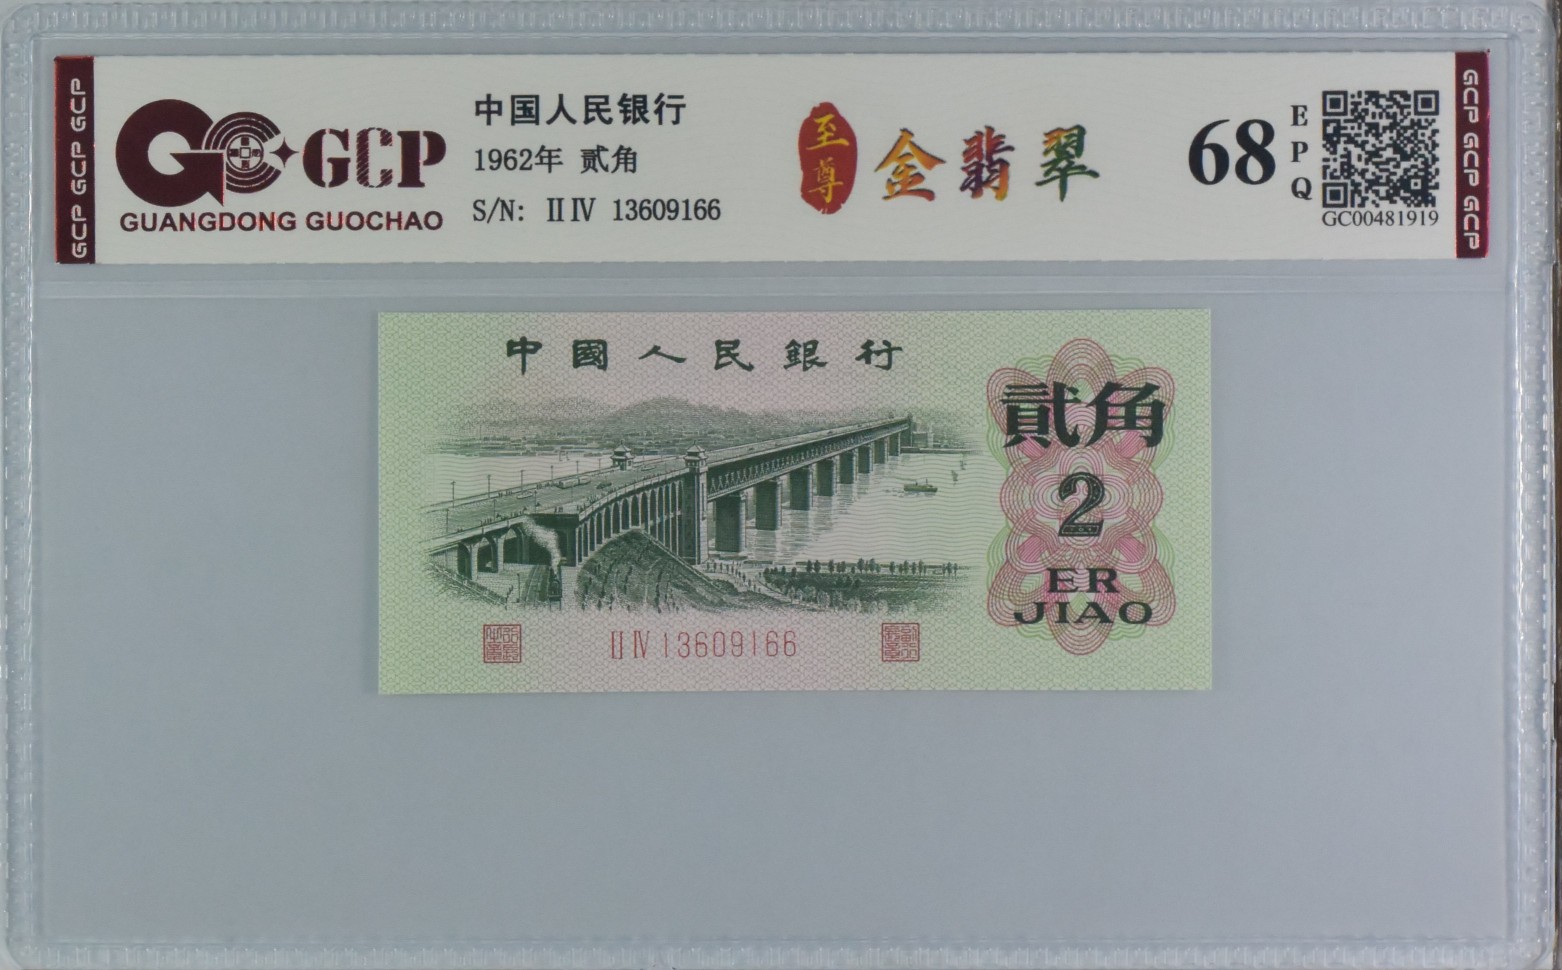 GCP GCP GCP
GCP
GUANGDONG GUOCHAO
中国人民银行
1962年 贰角
S/N: ⅡⅣ 13609166
至尊
金翡翠
68
EPQ
GC00481919
GCP GCP GCP
中國人民銀行
貳角
2
ER
JIAO
ⅡⅣ 13609166